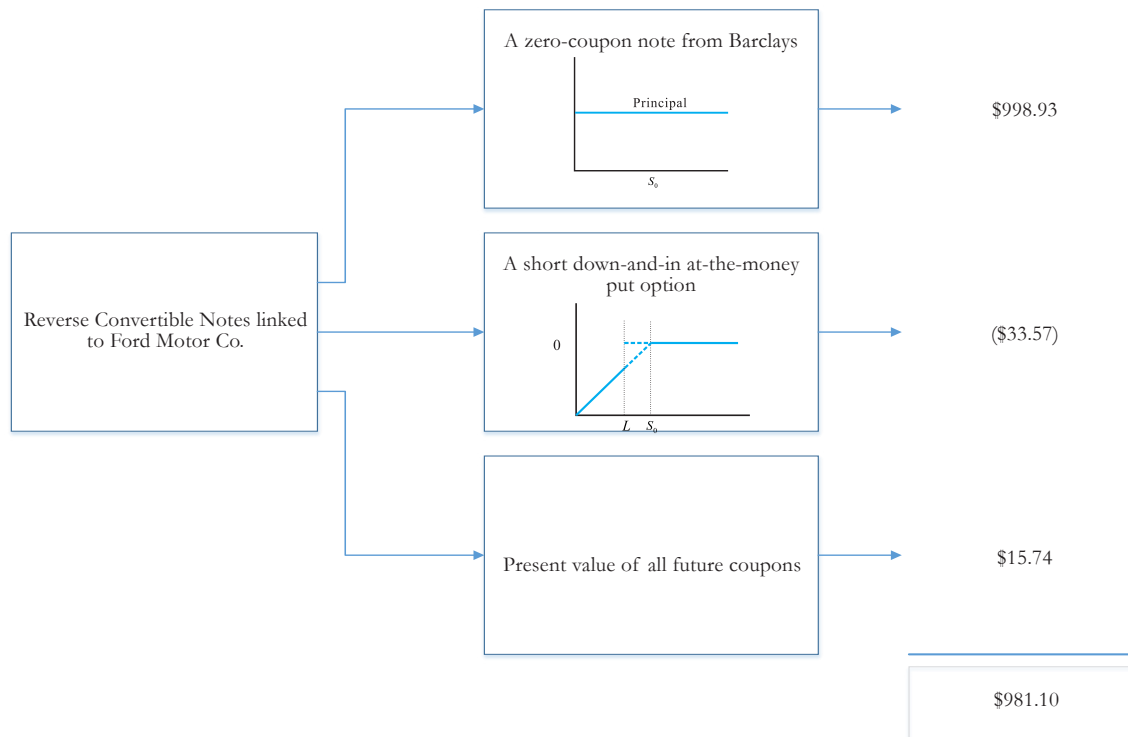 A zero-coupon note from Barclays
Principal
S₀
$998.93
Reverse Convertible Notes linked
to Ford Motor Co.
A short down-and-in at-the-money
put option
0
L S₀
($33.57)
Present value of all future coupons
$15.74
$981.10